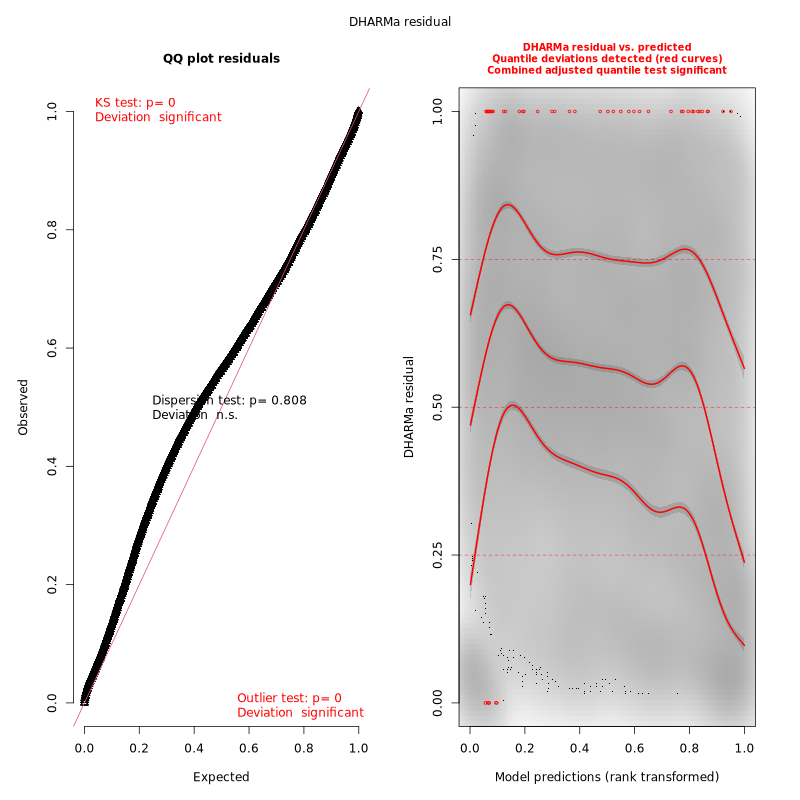 DHARMa residual
QQ plot residuals
KS test: p= 0
Deviation  significant
Dispersion test: p= 0.808
Deviation  n.s.
Outlier test: p= 0
Deviation  significant
Observed
0.0
0.2
0.4
0.6
0.8
1.0
0.0
0.2
0.4
0.6
0.8
1.0
Expected
DHARMa residual vs. predicted
Quantile deviations detected (red curves)
Combined adjusted quantile test significant
DHARMa residual
0.00
0.25
0.50
0.75
1.00
0.0
0.2
0.4
0.6
0.8
1.0
Model predictions (rank transformed)